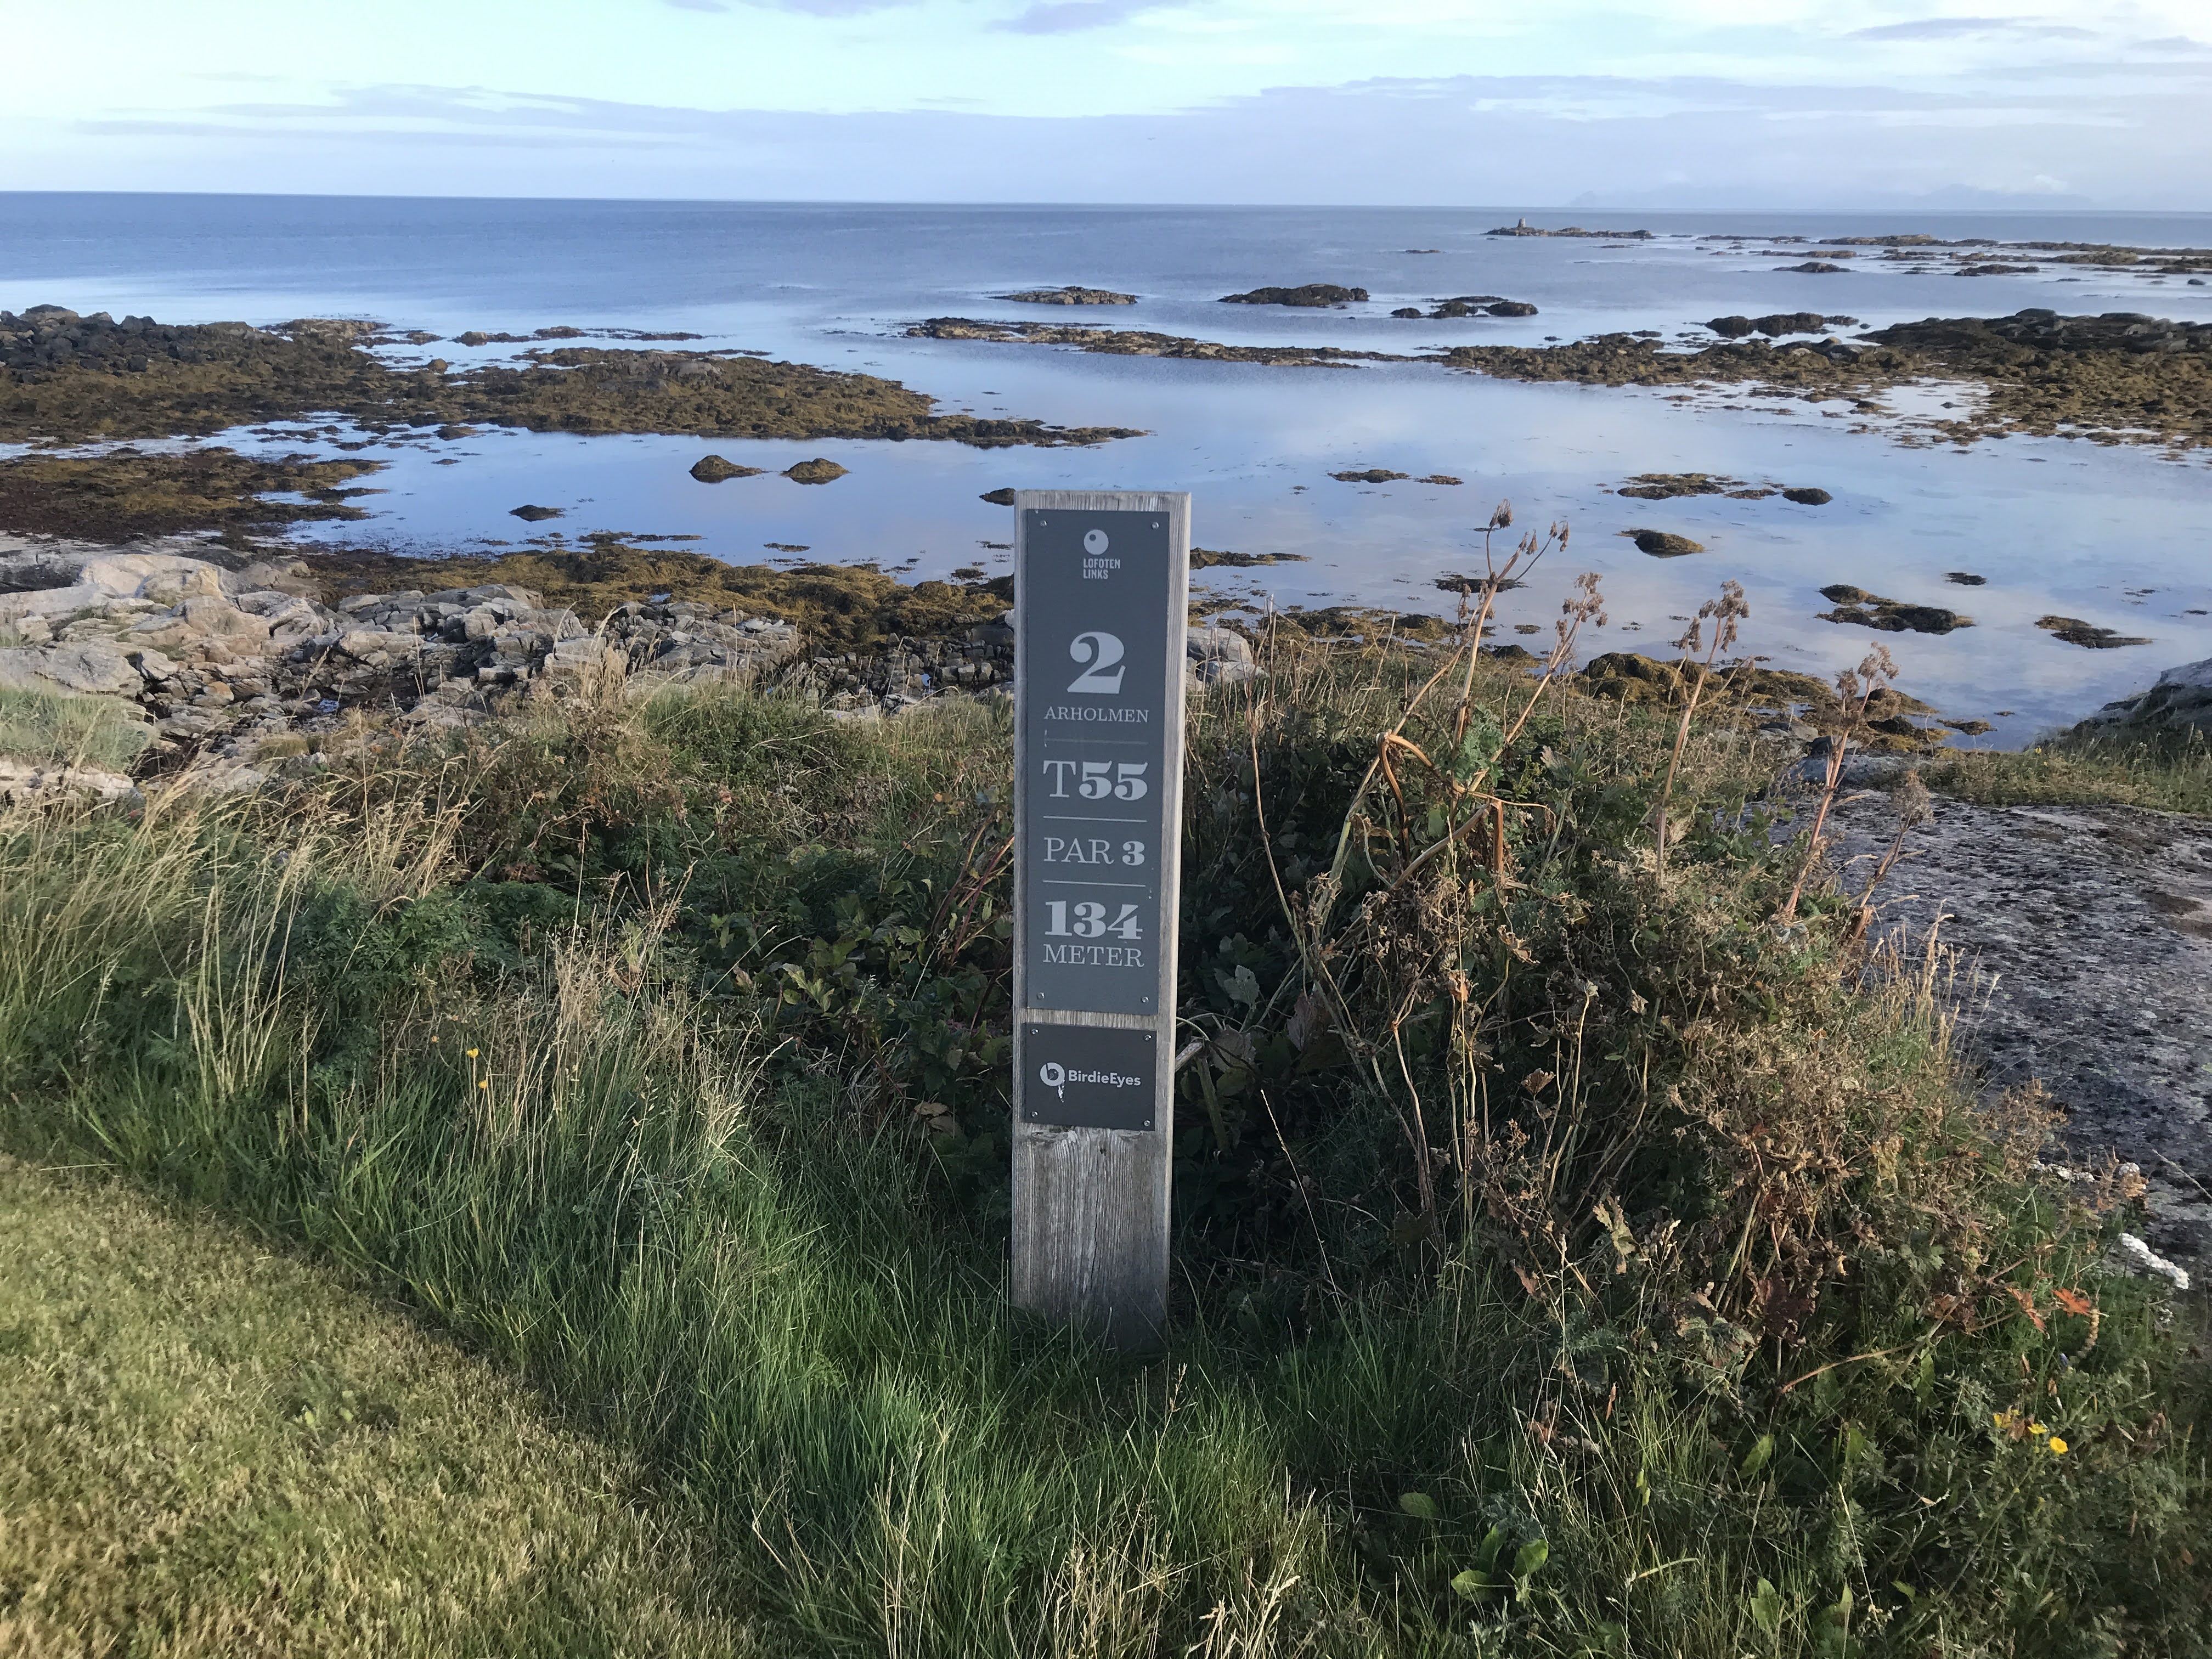 LOFOTEN
LINKS
2
ARHOLMEN
T55
PAR 3
134
METER
BirdieEyes